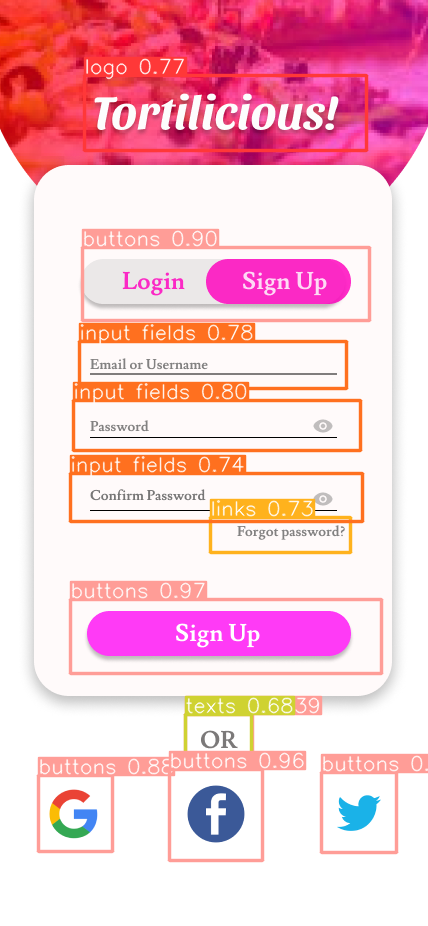 logo 0.77
Tortilicious!
buttons 0.90
Login Sign Up
input fields 0.78
Email or Username
input fields 0.80
Password
input fields 0.74
Confirm Password
links 0.73
Forgot password?
buttons 0.97
Sign Up
texts 0.68 39
OR
buttons 0.88 buttons 0.96 buttons 0.